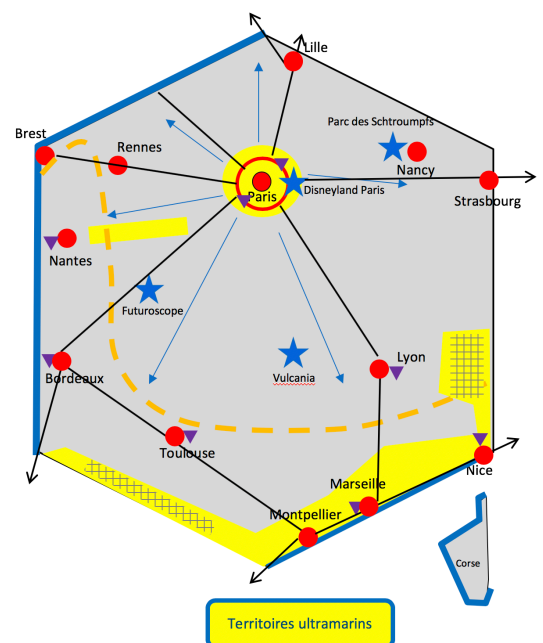 Lille
Parc des Schtroumpfs
Brest
Rennes
Nancy
Paris
Disneyland Paris
Strasbourg
Nantes
Futuroscope
Lyon
Bordeaux
Vulcania
Toulouse
Nice
Marseille
Montpellier
Corse
Territoires ultramarins